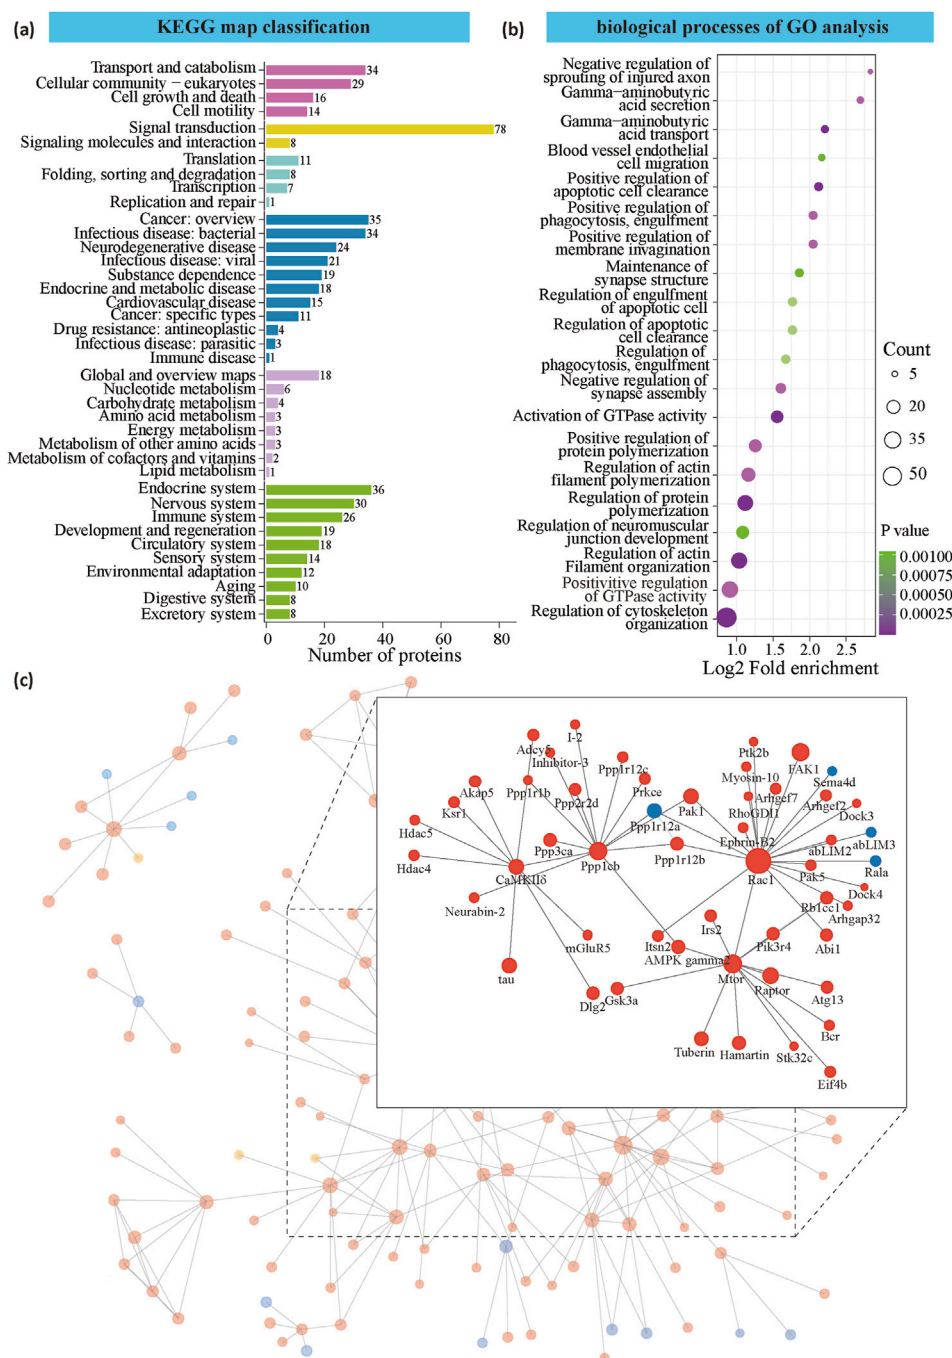 (a)
KEGG map classification
Transport and catabolism
34
Cellular community − eukaryotes
29
Cell growth and death
16
Cell motility
14
Signal transduction
78
Signaling molecules and interaction
8
Translation
11
Folding, sorting and degradation
8
Transcription
7
Replication and repair
1
Cancer: overview
35
Infectious disease: bacterial
34
Neurodegenerative disease
24
Infectious disease: viral
21
Substance dependence
19
Endocrine and metabolic disease
18
Cardiovascular disease
15
Cancer: specific types
11
Drug resistance: antineoplastic
4
Infectious disease: parasitic
3
Immune disease
1
Global and overview maps
18
Nucleotide metabolism
6
Carbohydrate metabolism
4
Amino acid metabolism
3
Energy metabolism
3
Metabolism of other amino acids
3
Metabolism of cofactors and vitamins
2
Lipid metabolism
1
Endocrine system
36
Nervous system
30
Immune system
26
Development and regeneration
19
Circulatory system
18
Sensory system
14
Environmental adaptation
12
Aging
10
Digestive system
8
Excretory system
8
0 20 40 60 80
Number of proteins
(b)
biological processes of GO analysis
Negative regulation of
sprouting of injured axon
Gamma−aminobutyric
acid secretion
Gamma−aminobutyric
acid transport
Blood vessel endothelial
cell migration
Positive regulation of
apoptotic cell clearance
Positive regulation of
phagocytosis, engulfment
Positive regulation of
membrane invagination
Maintenance of
synapse structure
Regulation of engulfment
of apoptotic cell
Regulation of apoptotic
cell clearance
Regulation of
phagocytosis, engulfment
Negative regulation of
synapse assembly
Activation of GTPase activity
Positive regulation of
protein polymerization
Regulation of actin
filament polymerization
Regulation of protein
polymerization
Regulation of neuromuscular
junction development
Regulation of actin
Filament organization
Positivitive regulation
of GTPase activity
Regulation of cytoskeleton
organization
1.0 1.5 2.0 2.5
Log2 Fold enrichment
Count
5
20
35
50
P value
0.00100
0.00075
0.00050
0.00025
(c)
I-2
Adcy5
Inhibitor-3
Ppp1r12c
Akap5
Ppp1r1b
Ppp2r2d
Prkce
Ksr1
Pak1
Hdac5
Ppp1r12a
Hdac4
Ppp3ca
Ppp1cb
Ppp1r12b
CaMKIIδ
Neurabin-2
mGluR5
tau
Dlg2
Gsk3a
Ptk2b
FAK1
Myosin-10
Sema4d
Arhgef7
Arhgef2
RhoGDI1
Dock3
Ephrin-B2
abLIM2
abLIM3
Rac1
Pak5
Rala
Dock4
Rb1cc1
Arhgap32
Irs2
Itsn2
Pik3r4
Abi1
AMPK gamma2
Mtor
Raptor
Atg13
Bcr
Tuberin
Hamartin
Stk32c
Eif4b